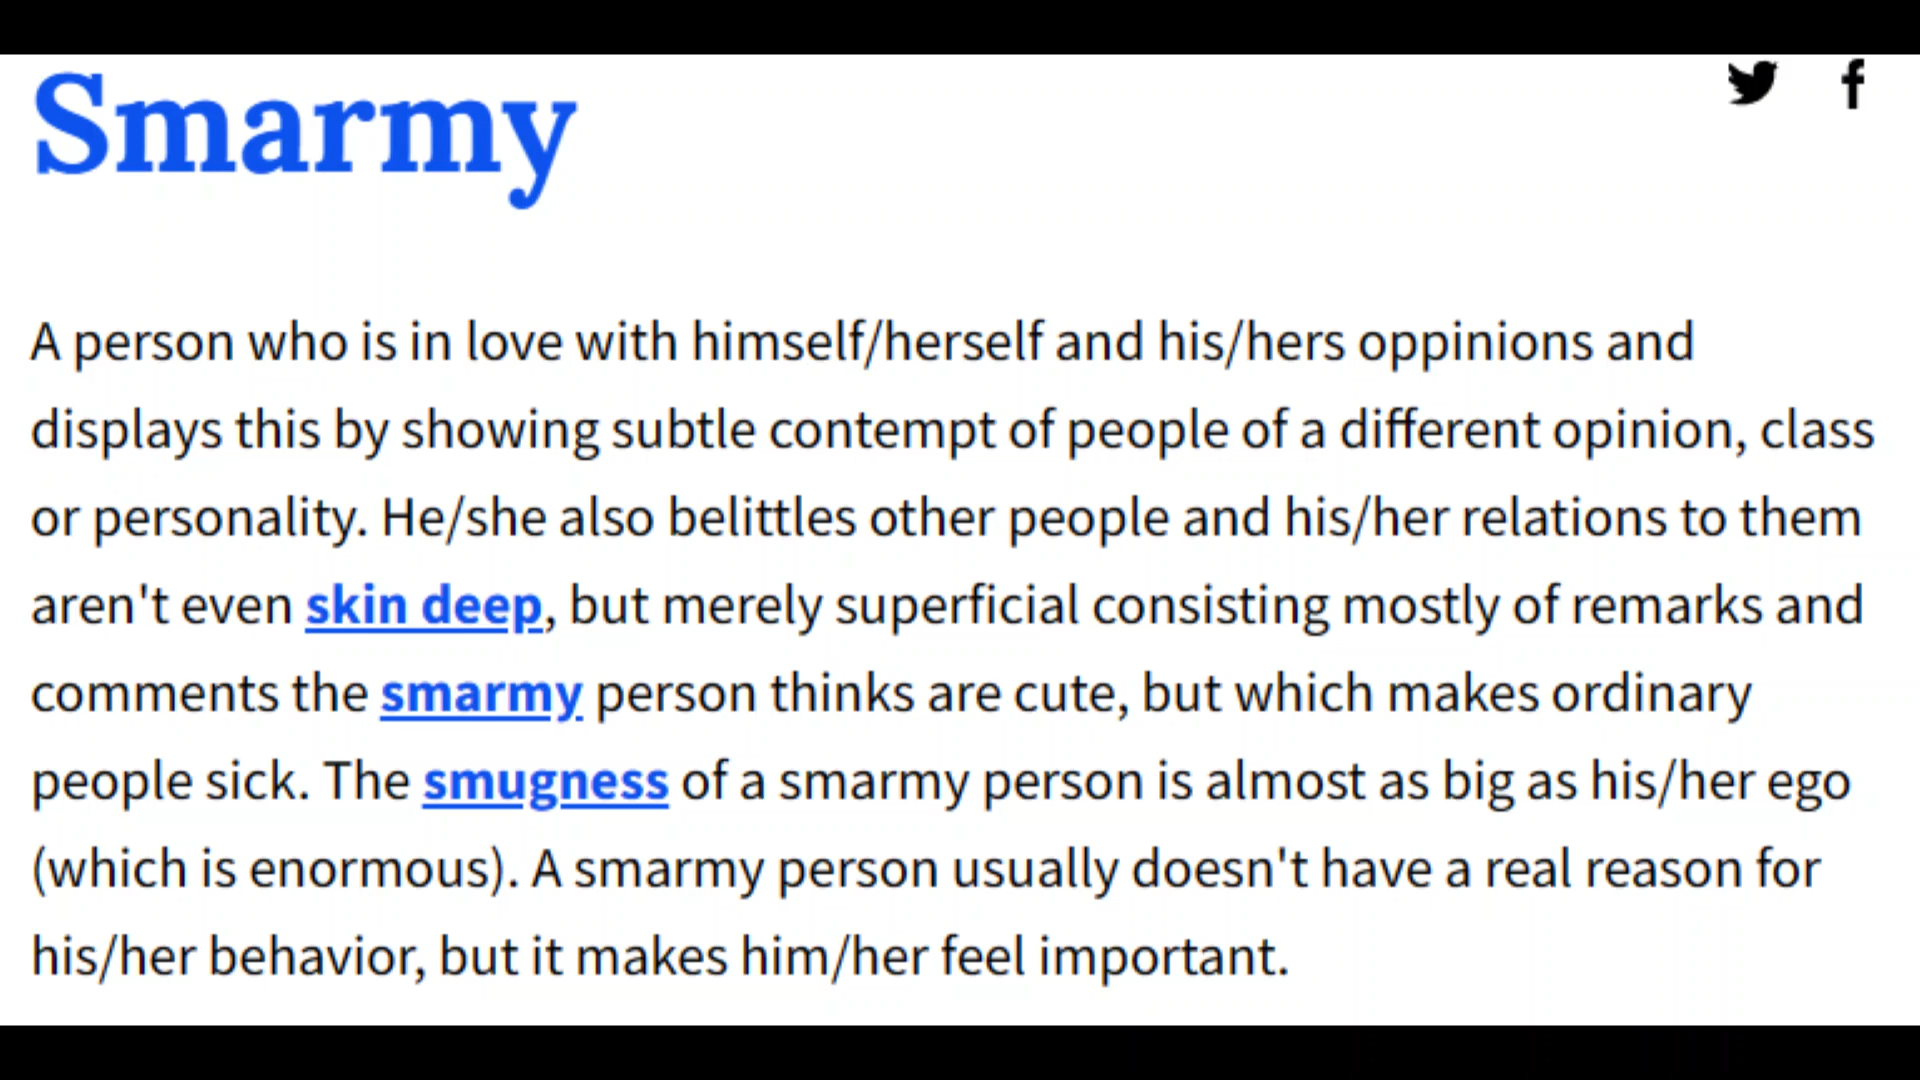 Smarmy
A person who is in love with himself/herself and his/hers oppinions and
displays this by showing subtle contempt of people of a different opinion, class
or personality. He/she also belittles other people and his/her relations to them
aren't even skin deep, but merely superficial consisting mostly of remarks and
comments the smarmy person thinks are cute, but which makes ordinary
people sick. The smugness of a smarmy person is almost as big as his/her ego
(which is enormous). A smarmy person usually doesn't have a real reason for
his/her behavior, but it makes him/her feel important.